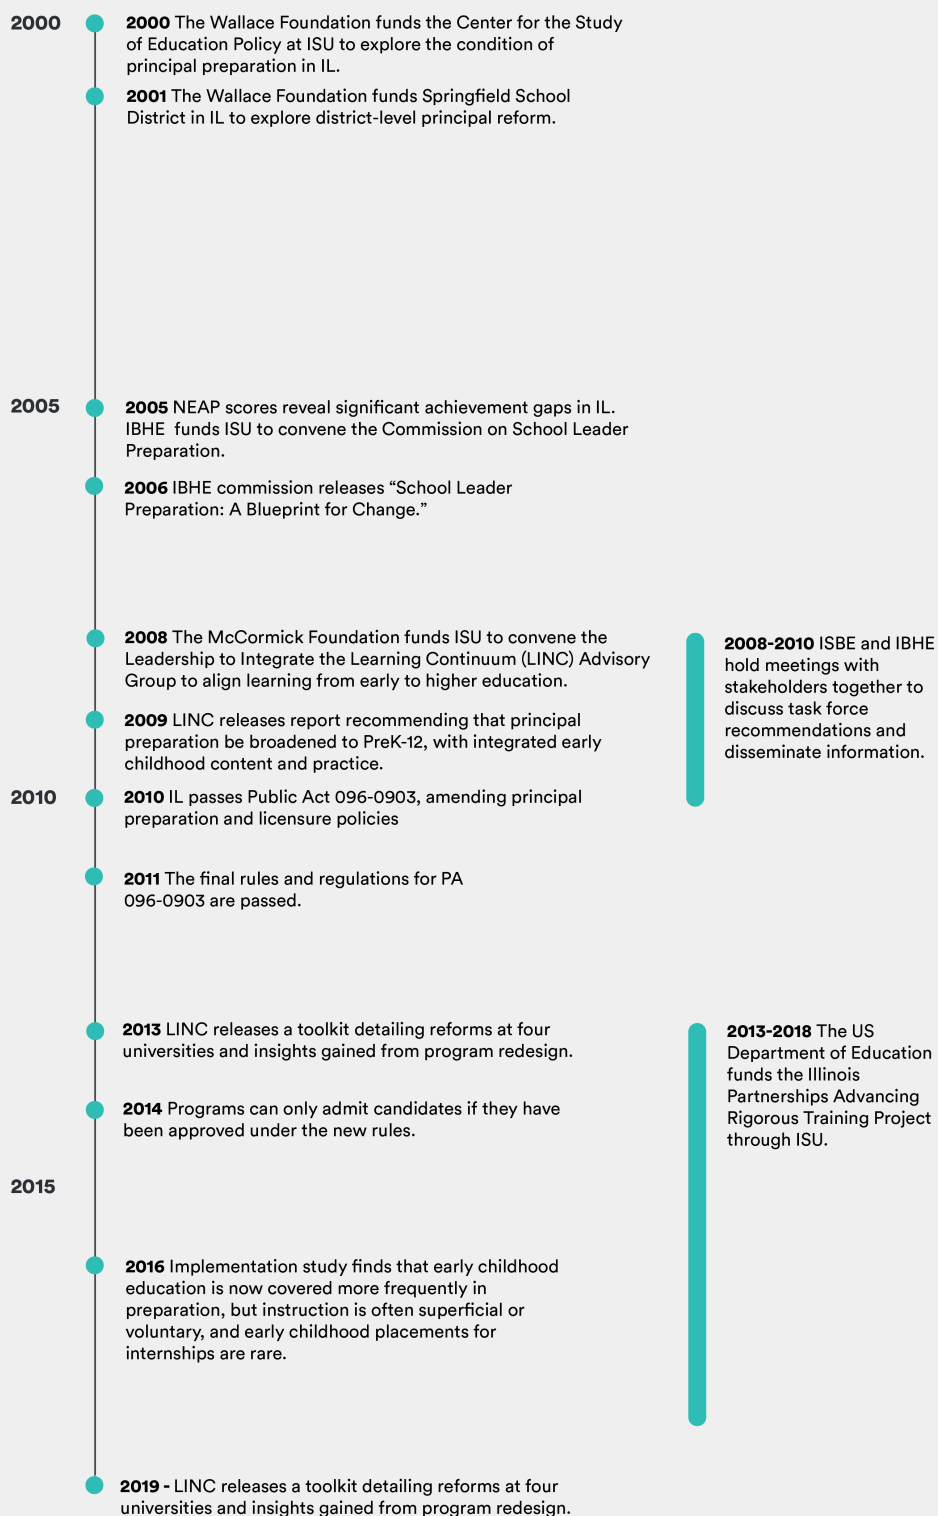 2000
2000 The Wallace Foundation funds the Center for the Study
of Education Policy at ISU to explore the condition of
principal preparation in IL.
2001 The Wallace Foundation funds Springfield School
District in IL to explore district-level principal reform.
2005
2005 NEAP scores reveal significant achievement gaps in IL.
IBHE  funds ISU to convene the Commission on School Leader
Preparation.
2006 IBHE commission releases “School Leader
Preparation: A Blueprint for Change.”
2008 The McCormick Foundation funds ISU to convene the
Leadership to Integrate the Learning Continuum (LINC) Advisory
Group to align learning from early to higher education.
2008-2010 ISBE and IBHE
hold meetings with
stakeholders together to
discuss task force
recommendations and
disseminate information.
2009 LINC releases report recommending that principal
preparation be broadened to PreK-12, with integrated early
childhood content and practice.
2010
2010 IL passes Public Act 096-0903, amending principal
preparation and licensure policies
2011 The final rules and regulations for PA
096-0903 are passed.
2013 LINC releases a toolkit detailing reforms at four
universities and insights gained from program redesign.
2013-2018 The US
Department of Education
funds the Illinois
Partnerships Advancing
Rigorous Training Project
through ISU.
2014 Programs can only admit candidates if they have
been approved under the new rules.
2015
2016 Implementation study finds that early childhood
education is now covered more frequently in
preparation, but instruction is often superficial or
voluntary, and early childhood placements for
internships are rare.
2019 - LINC releases a toolkit detailing reforms at four
universities and insights gained from program redesign.